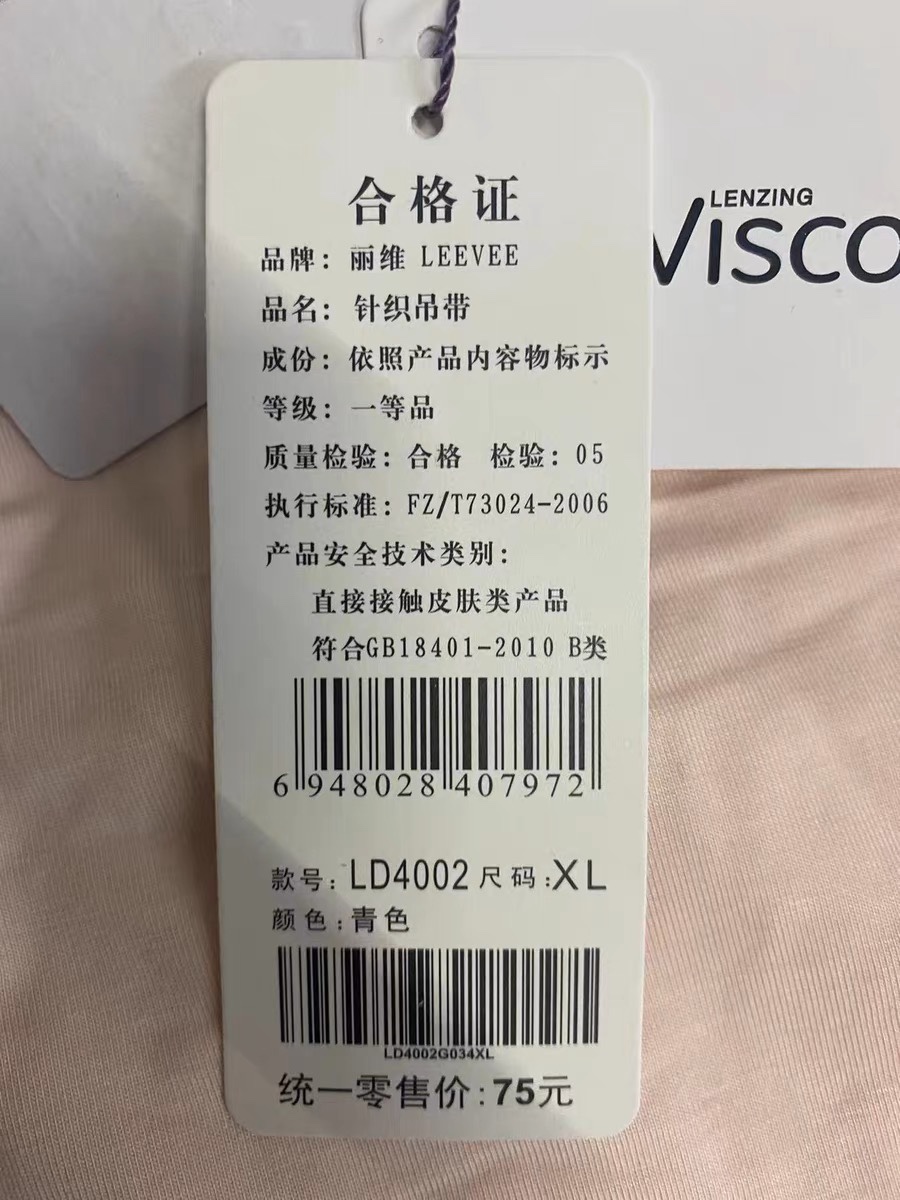 合格证
品牌：丽维 LEEVEE
品名：针织吊带
成份：依照产品内容物标示
等级：一等品
质量检验：合格 检验：05
执行标准：FZ/T73024-2006
产品安全技术类别：
直接接触皮肤类产品
符合GB18401-2010 B类
6 948028 407972
款号：LD4002 尺码：XL
颜色：青色
LD4002G034XL
统一零售价：75元
LENZING
VISCO